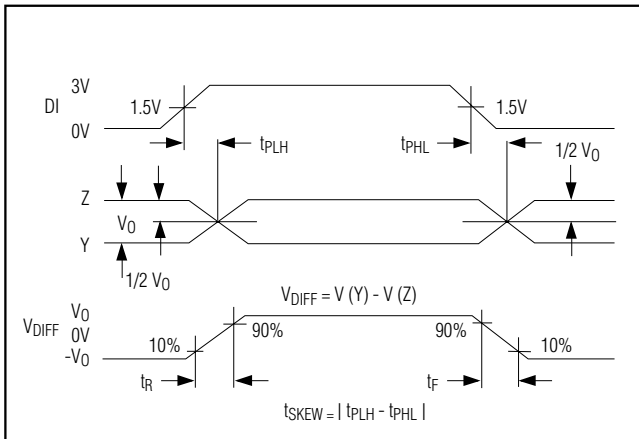 3V
DI
1.5V
1.5V
0V
tPLH
tPHL
1/2 VO
Z
VO
Y
1/2 VO
VDIFF = V (Y) - V (Z)
VO
VDIFF
0V
-VO
10%
90%
90%
10%
tR
tF
tSKEW = | tPLH - tPHL |